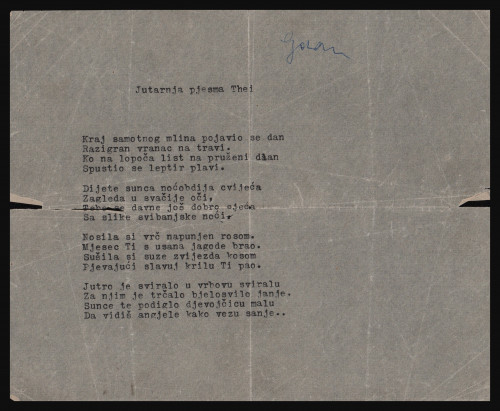 Jutarnja pjesma Thei
Kraj samotnog mlina pojavio se dan
Razigran vranac na travi.
Ko na lopoča list na pruženi dlan
Spustio se leptir plavi.
Dijete sunca noćobdija cvijeća
Zagleda u svačije oči,
Tebe se davne još dobro sjeća
Sa slike svibanjske noći.
Nosila si vrč napunjen rosom.
Mjesec Ti s usana jagode brao.
Sušila si suze zvijezda kosom
Pjevajući slavuj krilu Ti pao.
Jutro je sviralo u vrbovu sviralu
Za njim je trčalo bjelosvilo janje.
Sunce te podiglo djevojčicu malu
Da vidiš angjele kako vezu sanje..